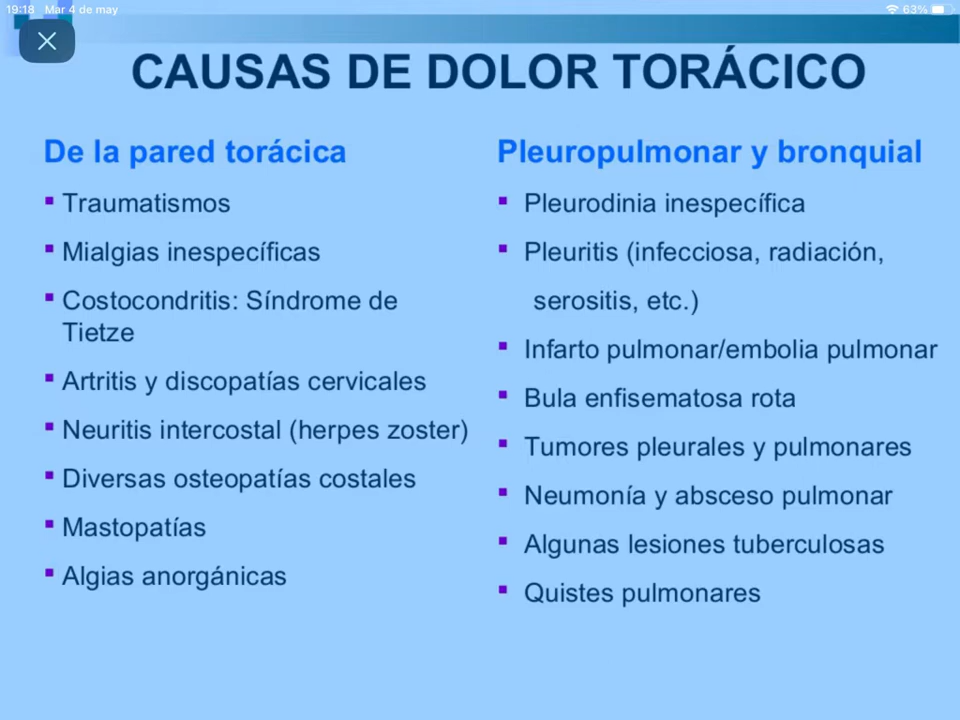 19:18 Mar 4 de may 63%
CAUSAS DE DOLOR TORÁCICO
De la pared torácica
Traumatismos
Mialgias inespecíficas
Costocondritis: Síndrome de
Tietze
Artritis y discopatías cervicales
Neuritis intercostal (herpes zoster)
Diversas osteopatías costales
Mastopatías
Algias anorgánicas
Pleuropulmonar y bronquial
Pleurodinia inespecífica
Pleuritis (infecciosa, radiación,
serositis, etc.)
Infarto pulmonar/embolia pulmonar
Bula enfisematosa rota
Tumores pleurales y pulmonares
Neumonía y absceso pulmonar
Algunas lesiones tuberculosas
Quistes pulmonares